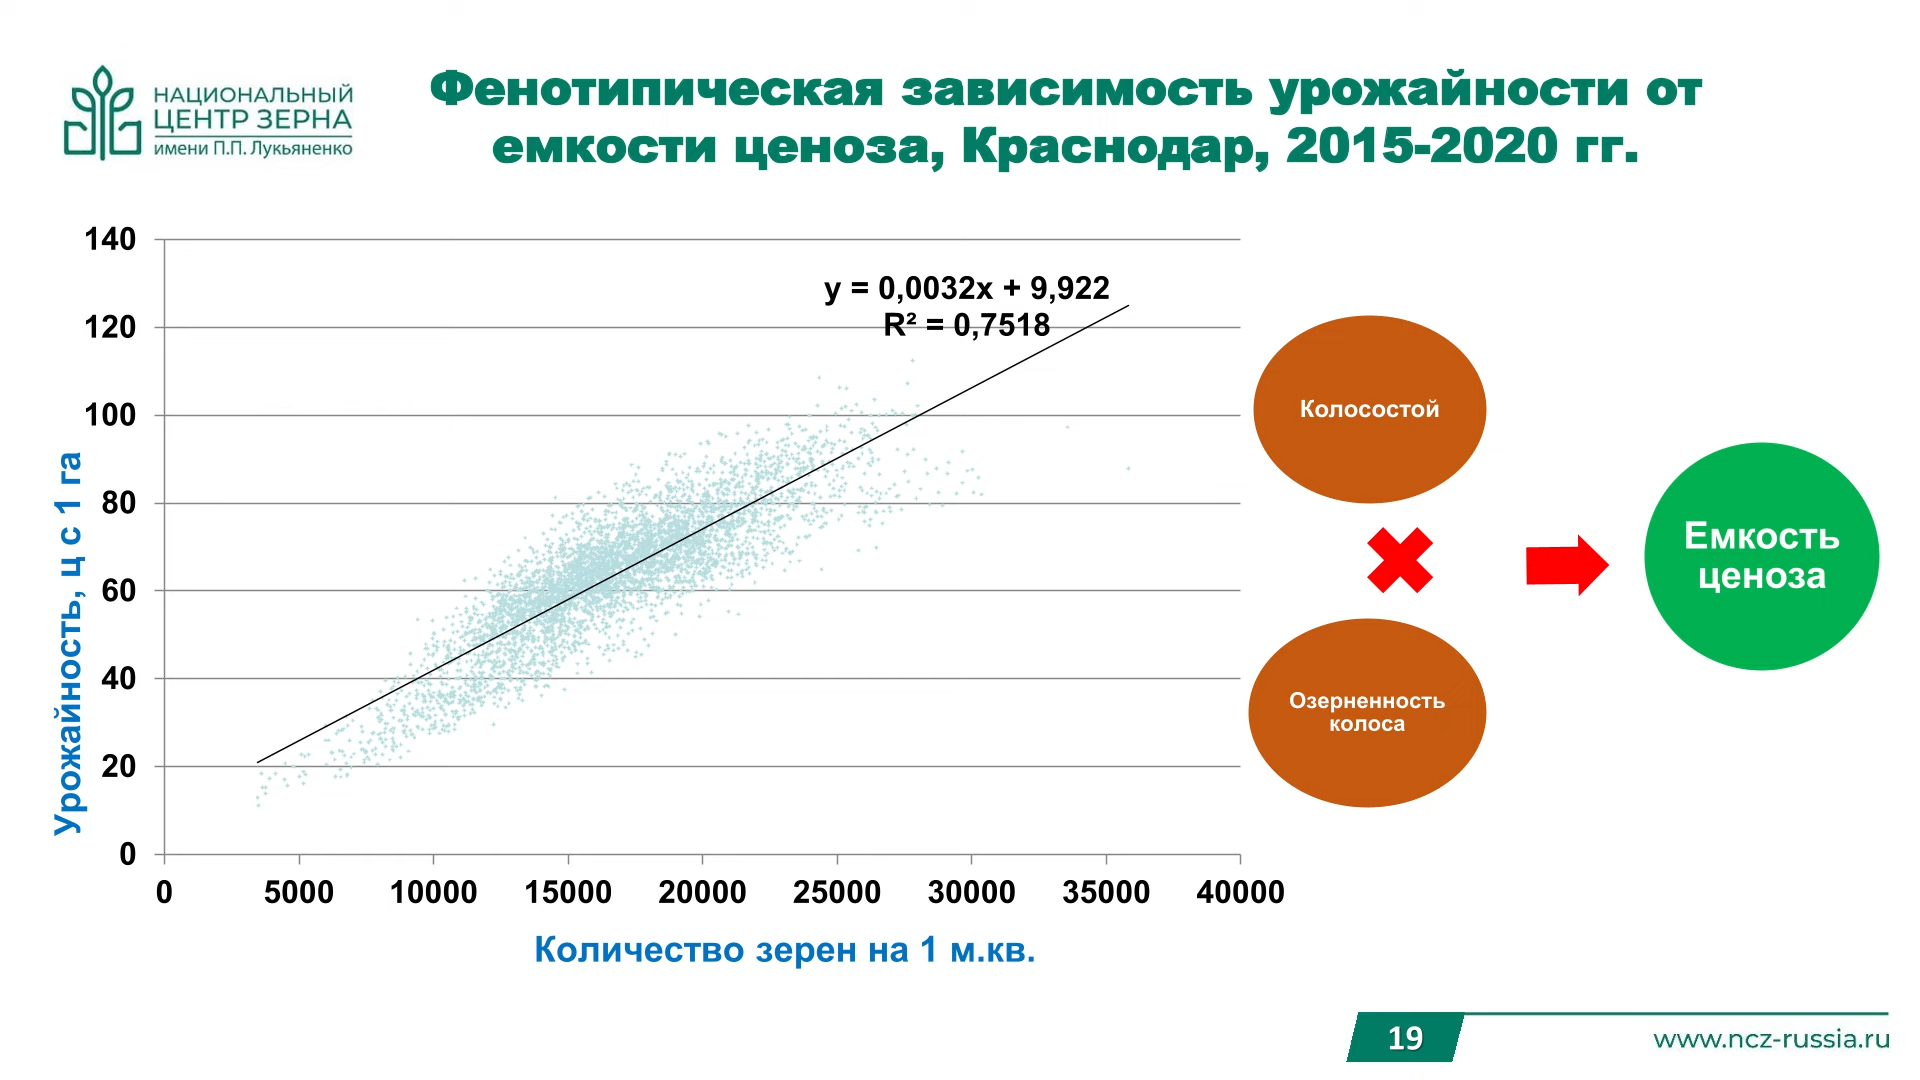 НАЦИОНАЛЬНЫЙ
ЦЕНТР ЗЕРНА
имени П.П. Лукьяненко
Фенотипическая зависимость урожайности от
емкости ценоза, Краснодар, 2015-2020 гг.
Урожайность, ц с 1 га
140
120
100
80
60
40
20
0
y = 0,0032x + 9,922
R² = 0,7518
0 5000 10000 15000 20000 25000 30000 35000 40000
Количество зерен на 1 м.кв.
Колосостой
Озерненность
колоса
Емкость
ценоза
19
www.ncz-russia.ru